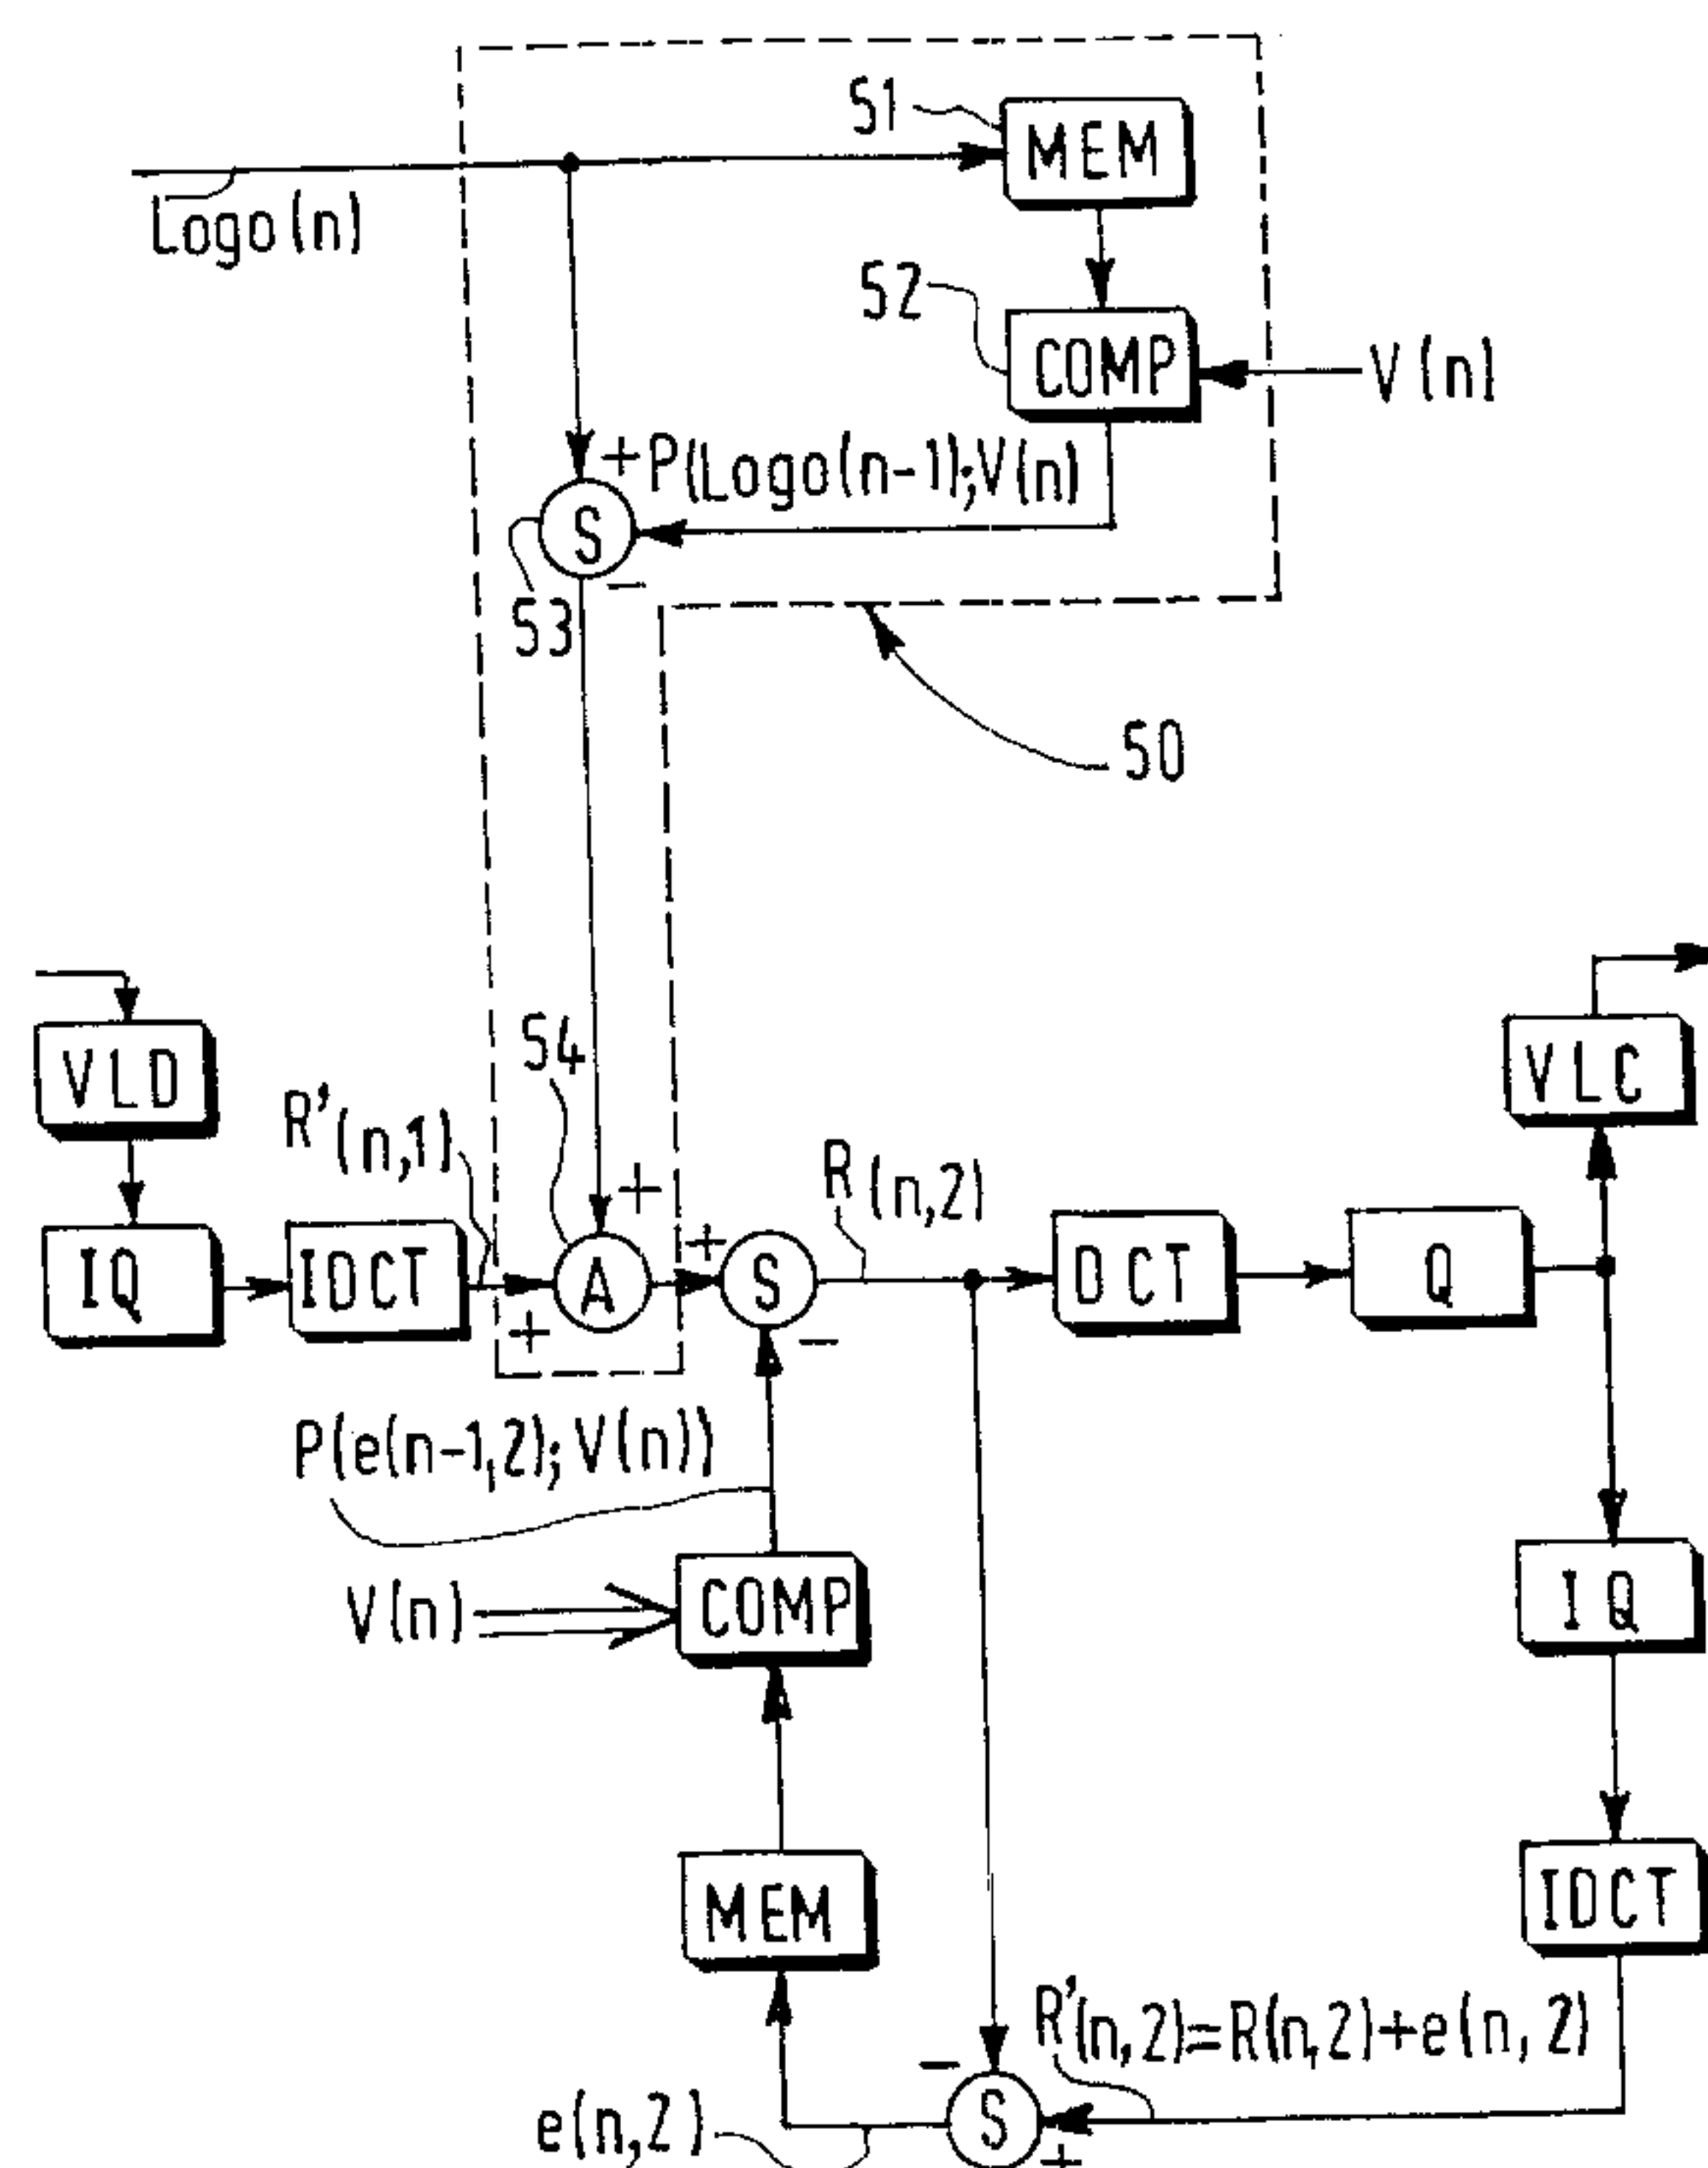 51
MEM
Logo(n)
52
COMP
V(n)
+P(Logo(n-1);V(n)
S
-
53
50
VLD
54
VLC
R'(n,1)
+
R(n,2)
IQ
IDCT
A
+
S
DCT
Q
+
-
P(e(n-1,2);V(n))
V(n)
COMP
IQ
MEM
IDCT
R'(n,2)=R(n,2)+e(n,2)
-
S
e(n,2)
+